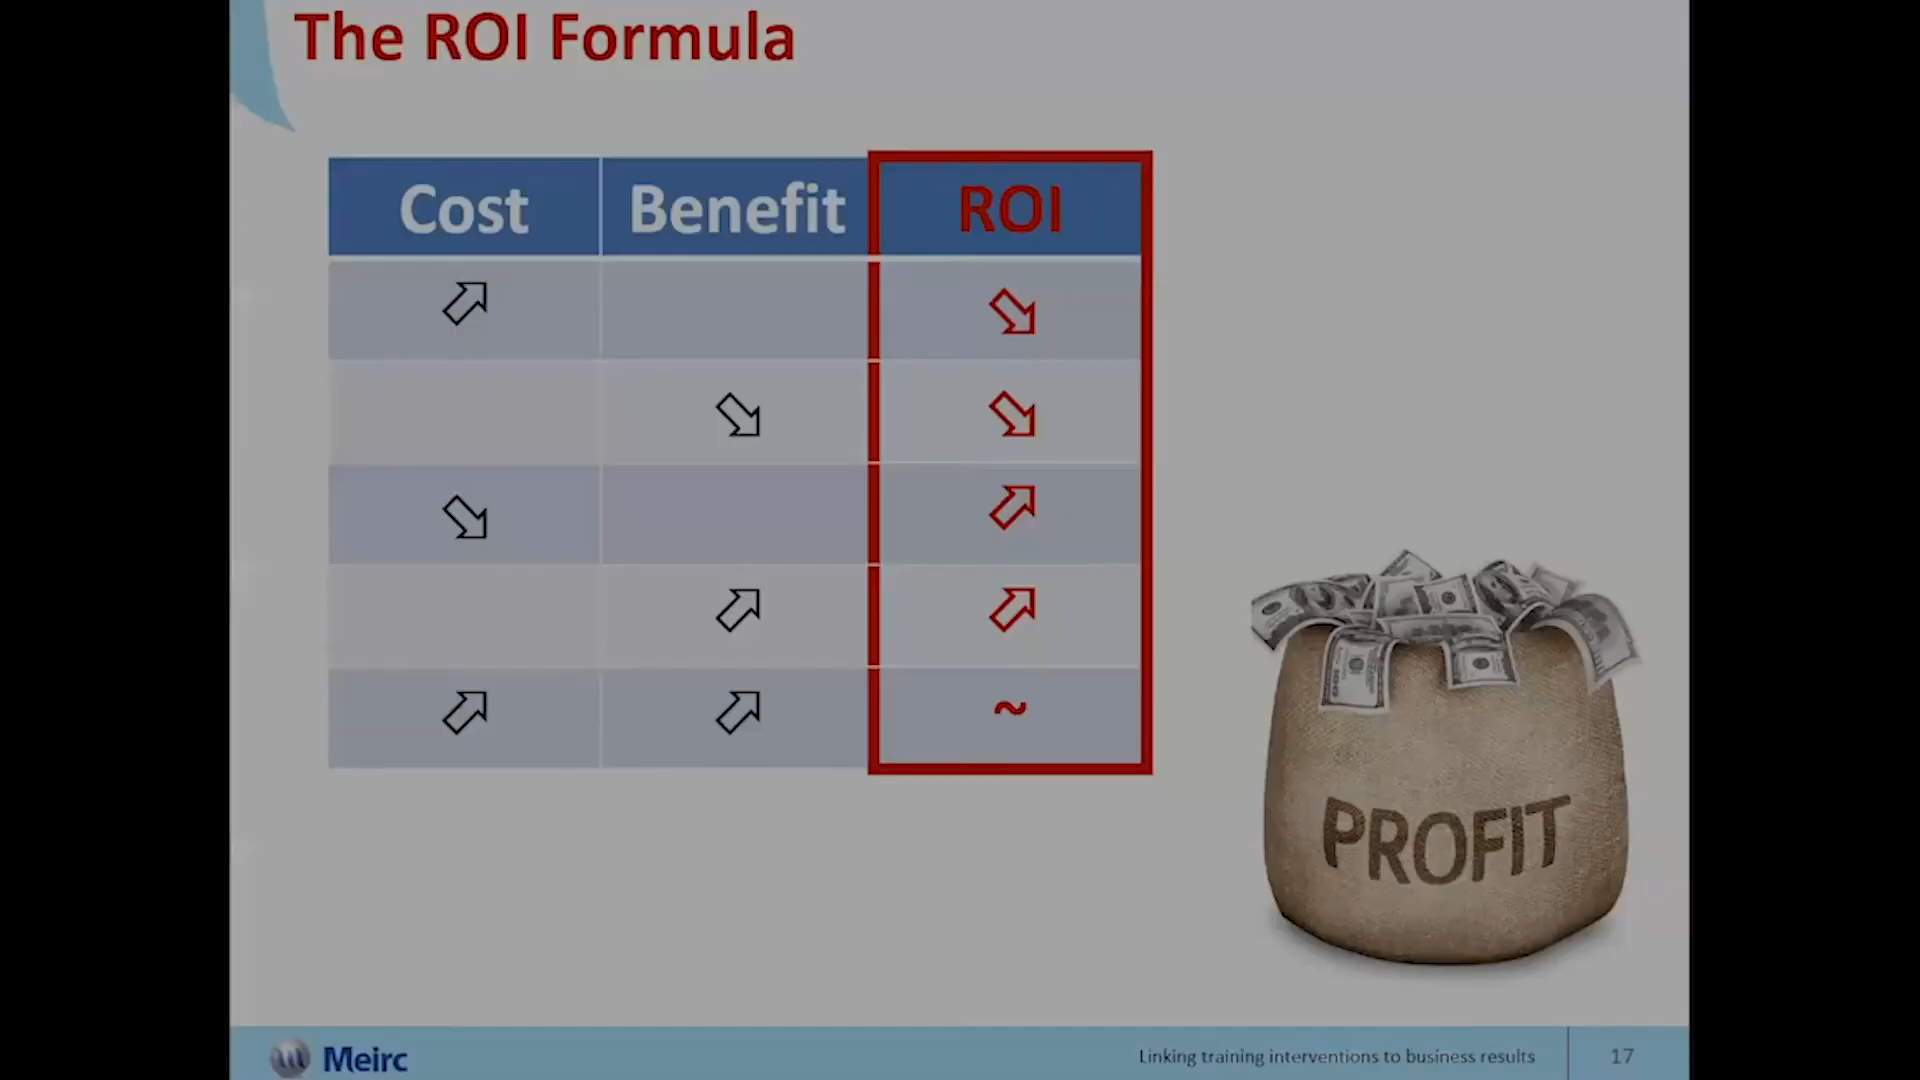 The ROI Formula
Cost Benefit ROI
~
PROFIT
Meirc
Linking training interventions to business results
17